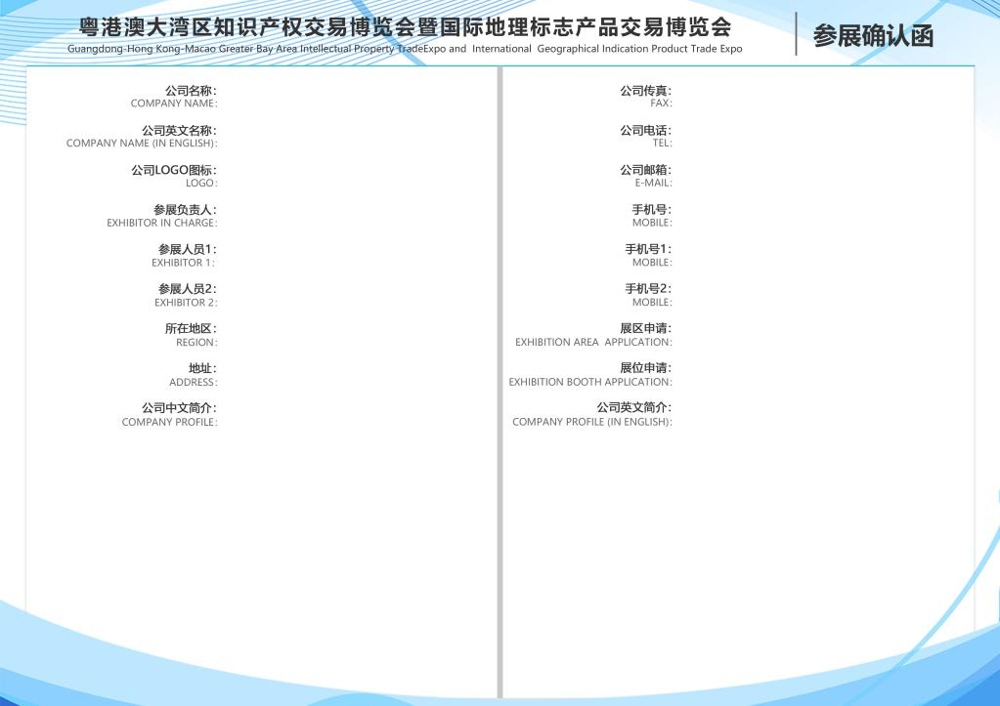 粤港澳大湾区知识产权交易博览会暨国际地理标志产品交易博览会
Guangdong-Hong Kong-Macao Greater Bay Area Intellectual Property TradeExpo and  International  Geographical Indication Product Trade Expo
参展确认函
公司名称：
COMPANY NAME：
公司英文名称：
COMPANY NAME (IN ENGLISH)：
公司LOGO图标：
LOGO：
参展负责人：
EXHIBITOR IN CHARGE：
参展人员1：
EXHIBITOR 1：
参展人员2：
EXHIBITOR 2：
所在地区：
REGION：
地址：
ADDRESS：
公司中文简介：
COMPANY PROFILE：
公司传真：
FAX：
公司电话：
TEL：
公司邮箱：
E-MAIL：
手机号：
MOBILE：
手机号1：
MOBILE：
手机号2：
MOBILE：
展区申请：
EXHIBITION AREA  APPLICATION：
展位申请：
EXHIBITION BOOTH APPLICATION：
公司英文简介：
COMPANY PROFILE (IN ENGLISH)：